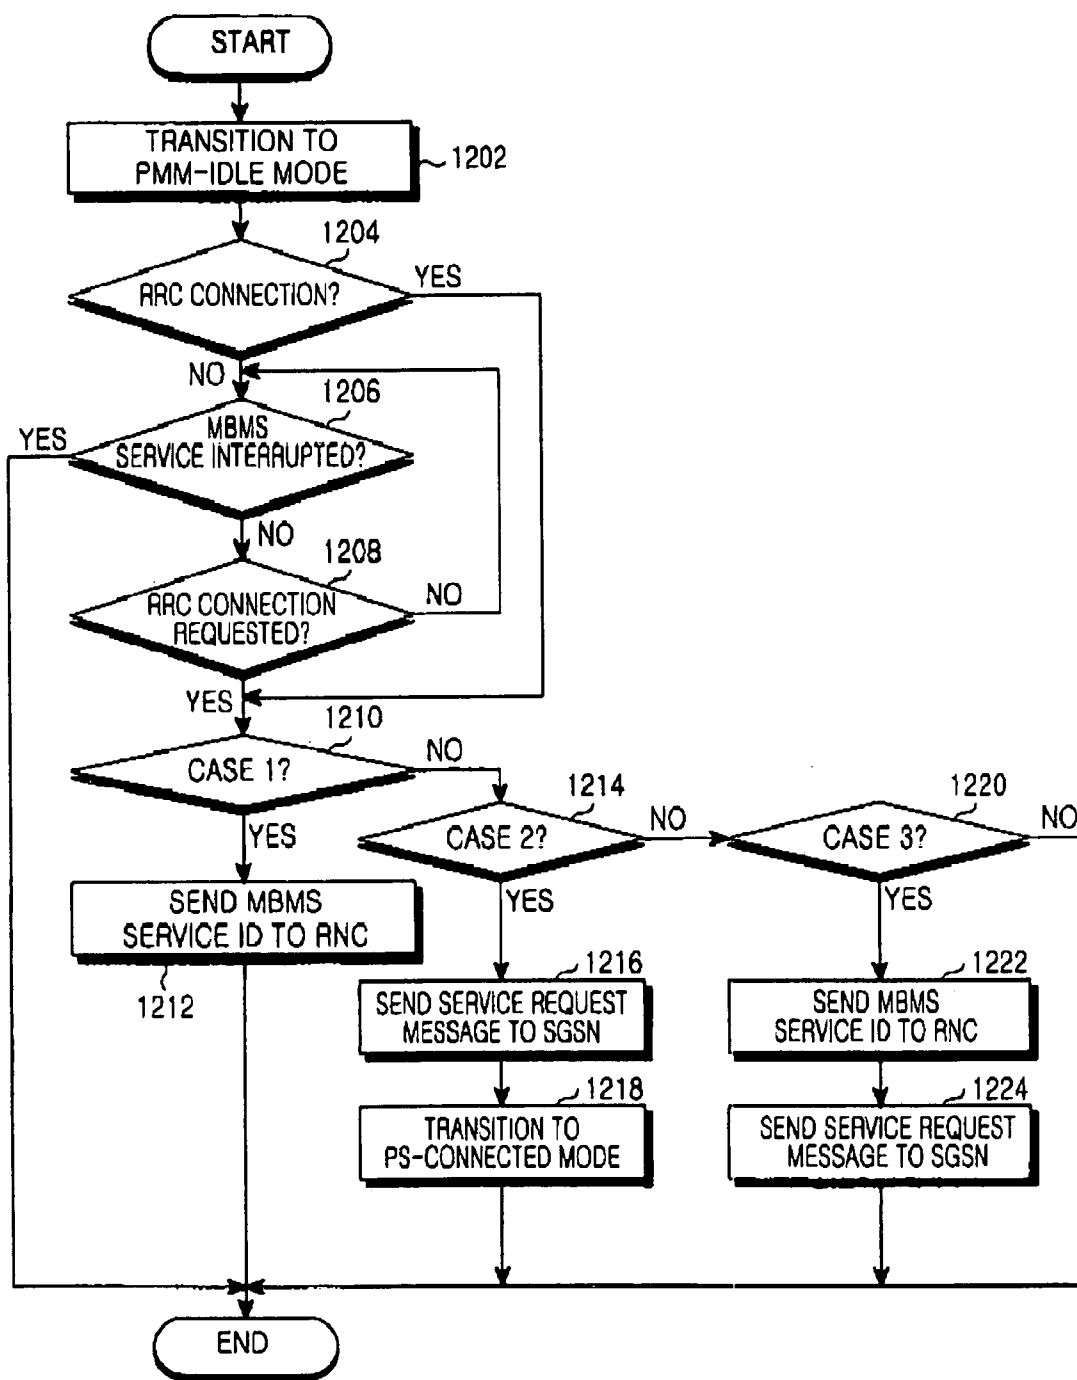 START
TRANSITION TO
PMM-IDLE MODE
1202
1204
RRC CONNECTION?
YES
NO
1206
MBMS
SERVICE INTERRUPTED?
YES
NO
1208
RRC CONNECTION
REQUESTED?
NO
YES
1210
CASE 1?
NO
YES
1214
CASE 2?
NO
YES
1220
CASE 3?
NO
YES
SEND MBMS
SERVICE ID TO RNC
1212
1216
SEND SERVICE REQUEST
MESSAGE TO SGSN
1222
SEND MBMS
SERVICE ID TO RNC
1218
TRANSITION TO
PS-CONNECTED MODE
1224
SEND SERVICE REQUEST
MESSAGE TO SGSN
END